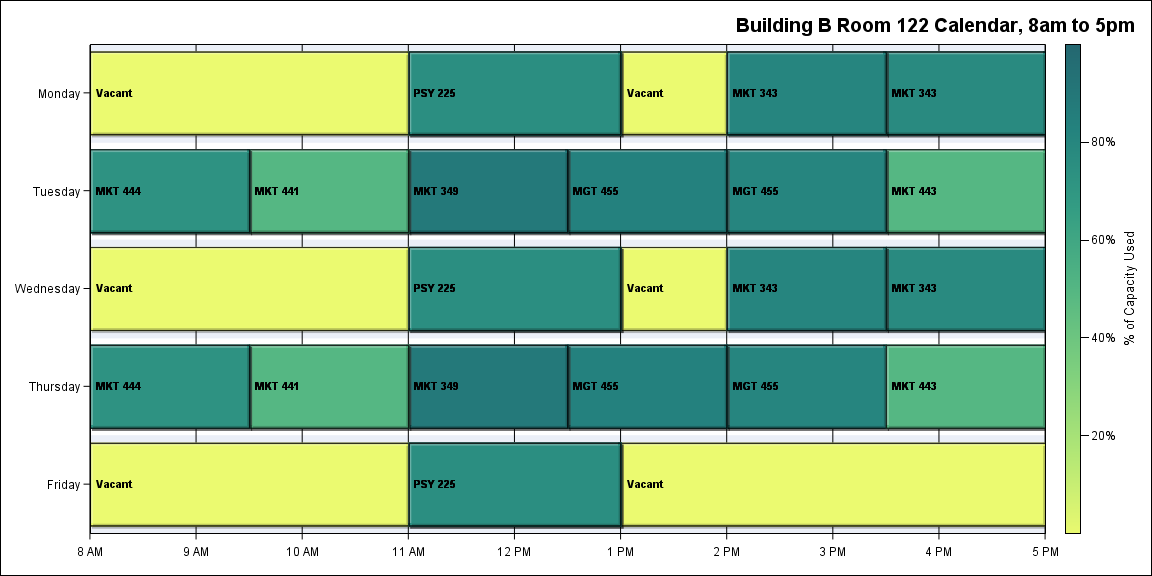 Building B Room 122 Calendar, 8am to 5pm
Monday
Vacant
PSY 225
Vacant
MKT 343
MKT 343
Tuesday
MKT 444
MKT 441
MKT 349
MGT 455
MGT 455
MKT 443
Wednesday
Vacant
PSY 225
Vacant
MKT 343
MKT 343
Thursday
MKT 444
MKT 441
MKT 349
MGT 455
MGT 455
MKT 443
Friday
Vacant
PSY 225
Vacant
8 AM
9 AM
10 AM
11 AM
12 PM
1 PM
2 PM
3 PM
4 PM
5 PM
80%
60%
40%
20%
% of Capacity Used